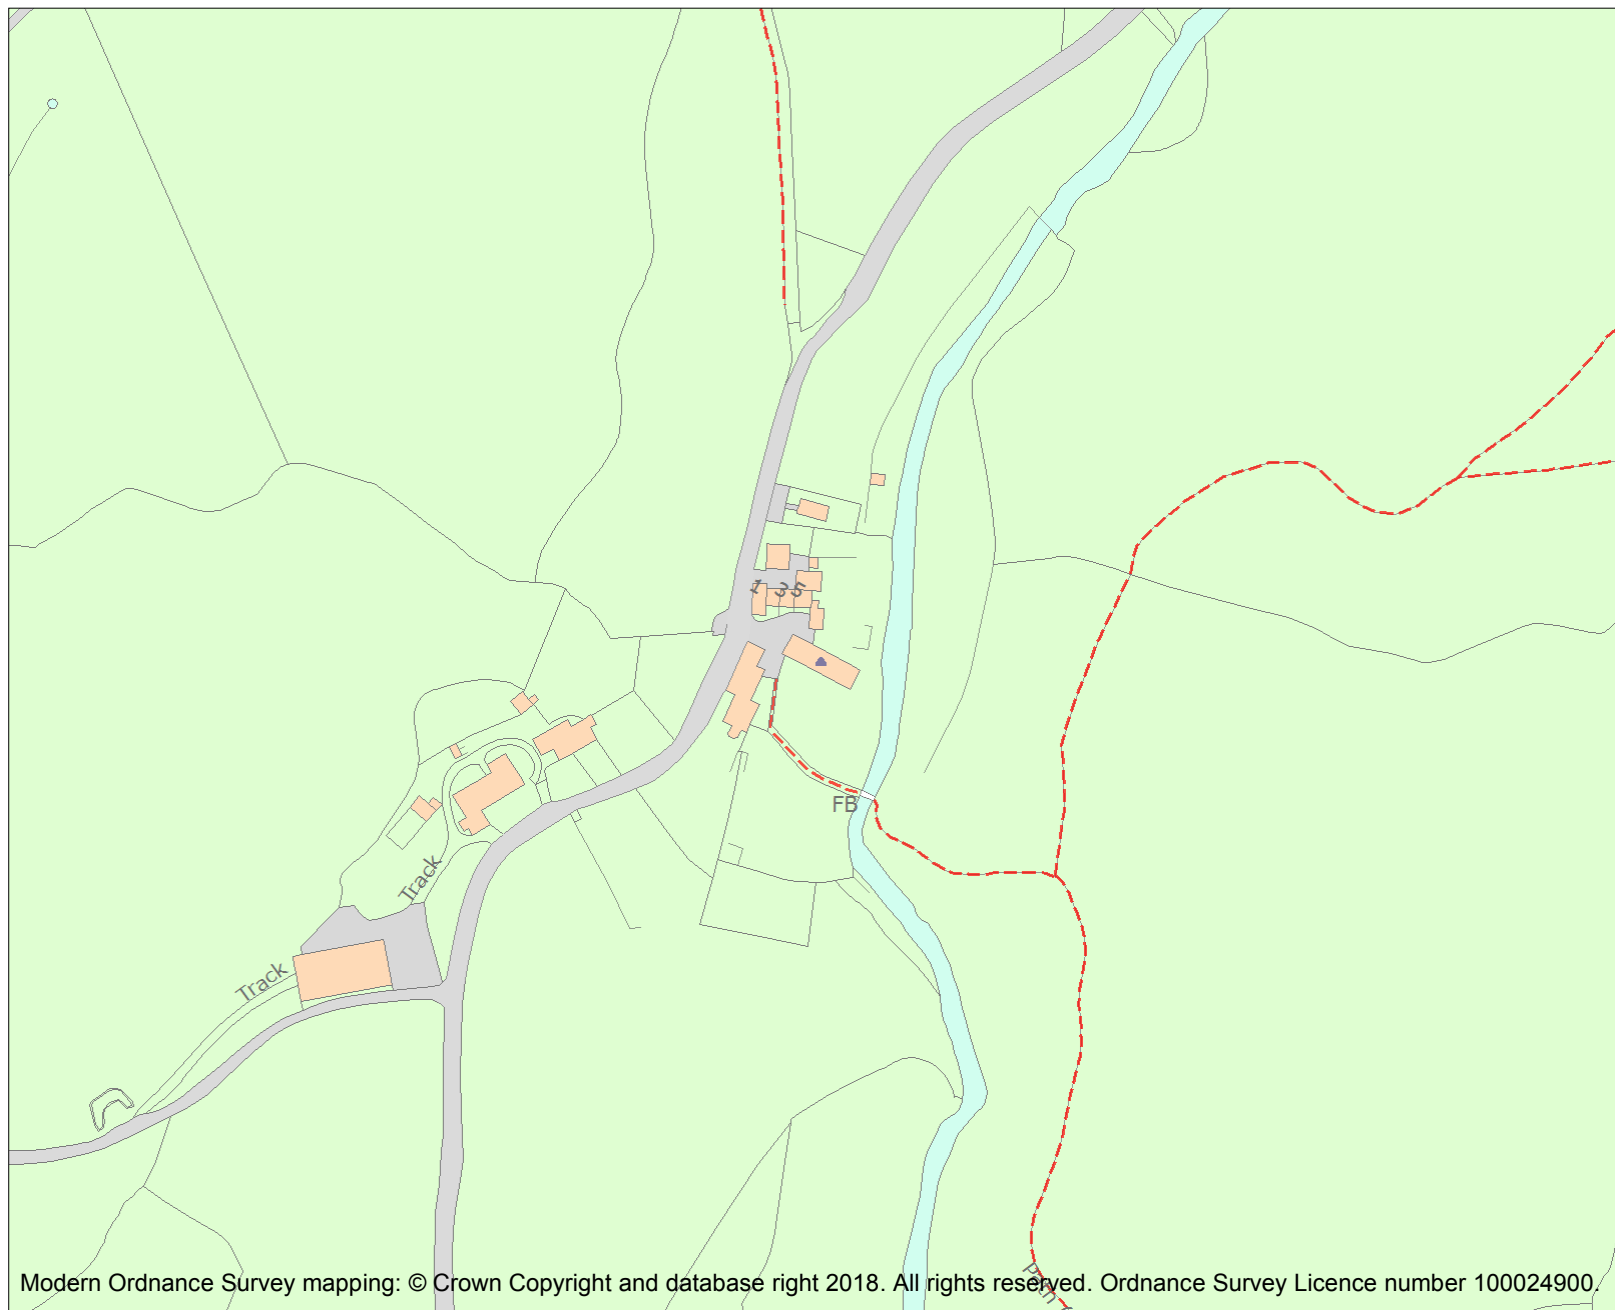 1 3 5
FB
Track
Track
Path
Modern Ordnance Survey mapping: © Crown Copyright and database right 2018. All rights reserved. Ordnance Survey Licence number 100024900.